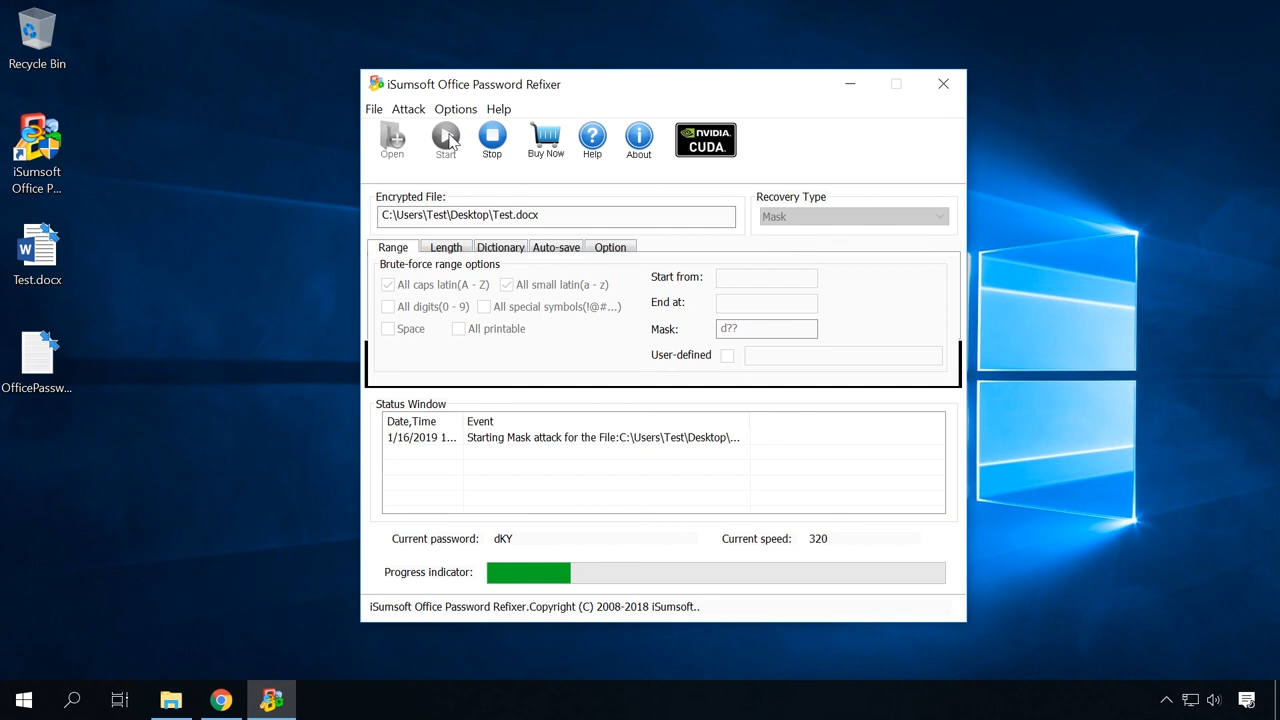 Recycle Bin
iSumsoft
Office P...
Test.docx
OfficePassw...
iSumsoft Office Password Refixer
File Attack Options Help
Open Start Stop Buy Now Help About
NVIDIA.
CUDA.
Encrypted File:
C:\Users\Test\Desktop\Test.docx
Recovery Type
Mask
Range Length Dictionary Auto-save Option
Brute-force range options
All caps latin(A - Z) All small latin(a - z)
All digits(0 - 9) All special symbols(!@#...)
Space All printable
Start from:
End at:
Mask: d??
User-defined
Status Window
Date,Time Event
1/16/2019 1... Starting Mask attack for the File:C:\Users\Test\Desktop\...
Current password: dKY Current speed: 320
Progress indicator:
iSumsoft Office Password Refixer.Copyright (C) 2008-2018 iSumsoft..